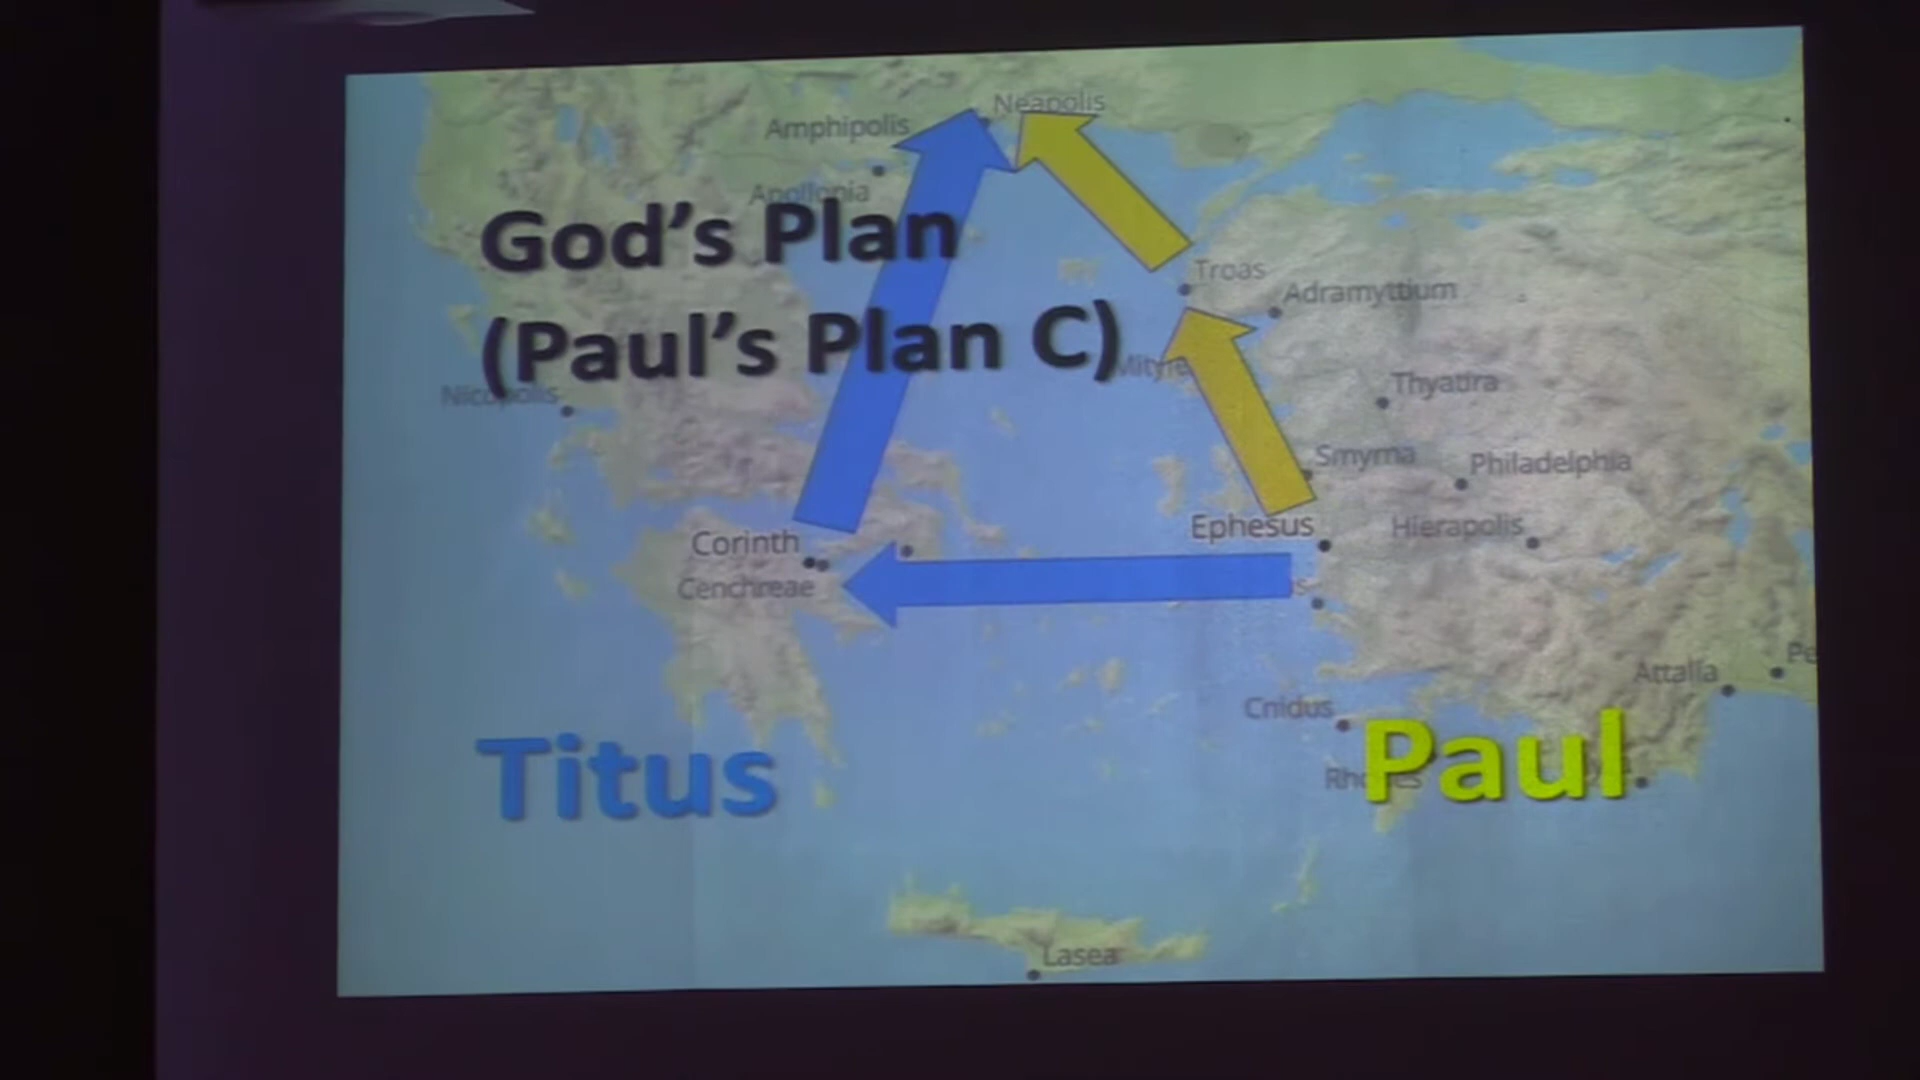 Neapolis
Amphipolis
Apollonia
God's Plan
(Paul's Plan C)
Troas
Adramyttium
Nicopolis
Thyatira
Smyrna
Philadelphia
Ephesus
Hierapolis
Corinth
Cenchreae
Attalia
Cnidus
Titus
Paul
Lasea